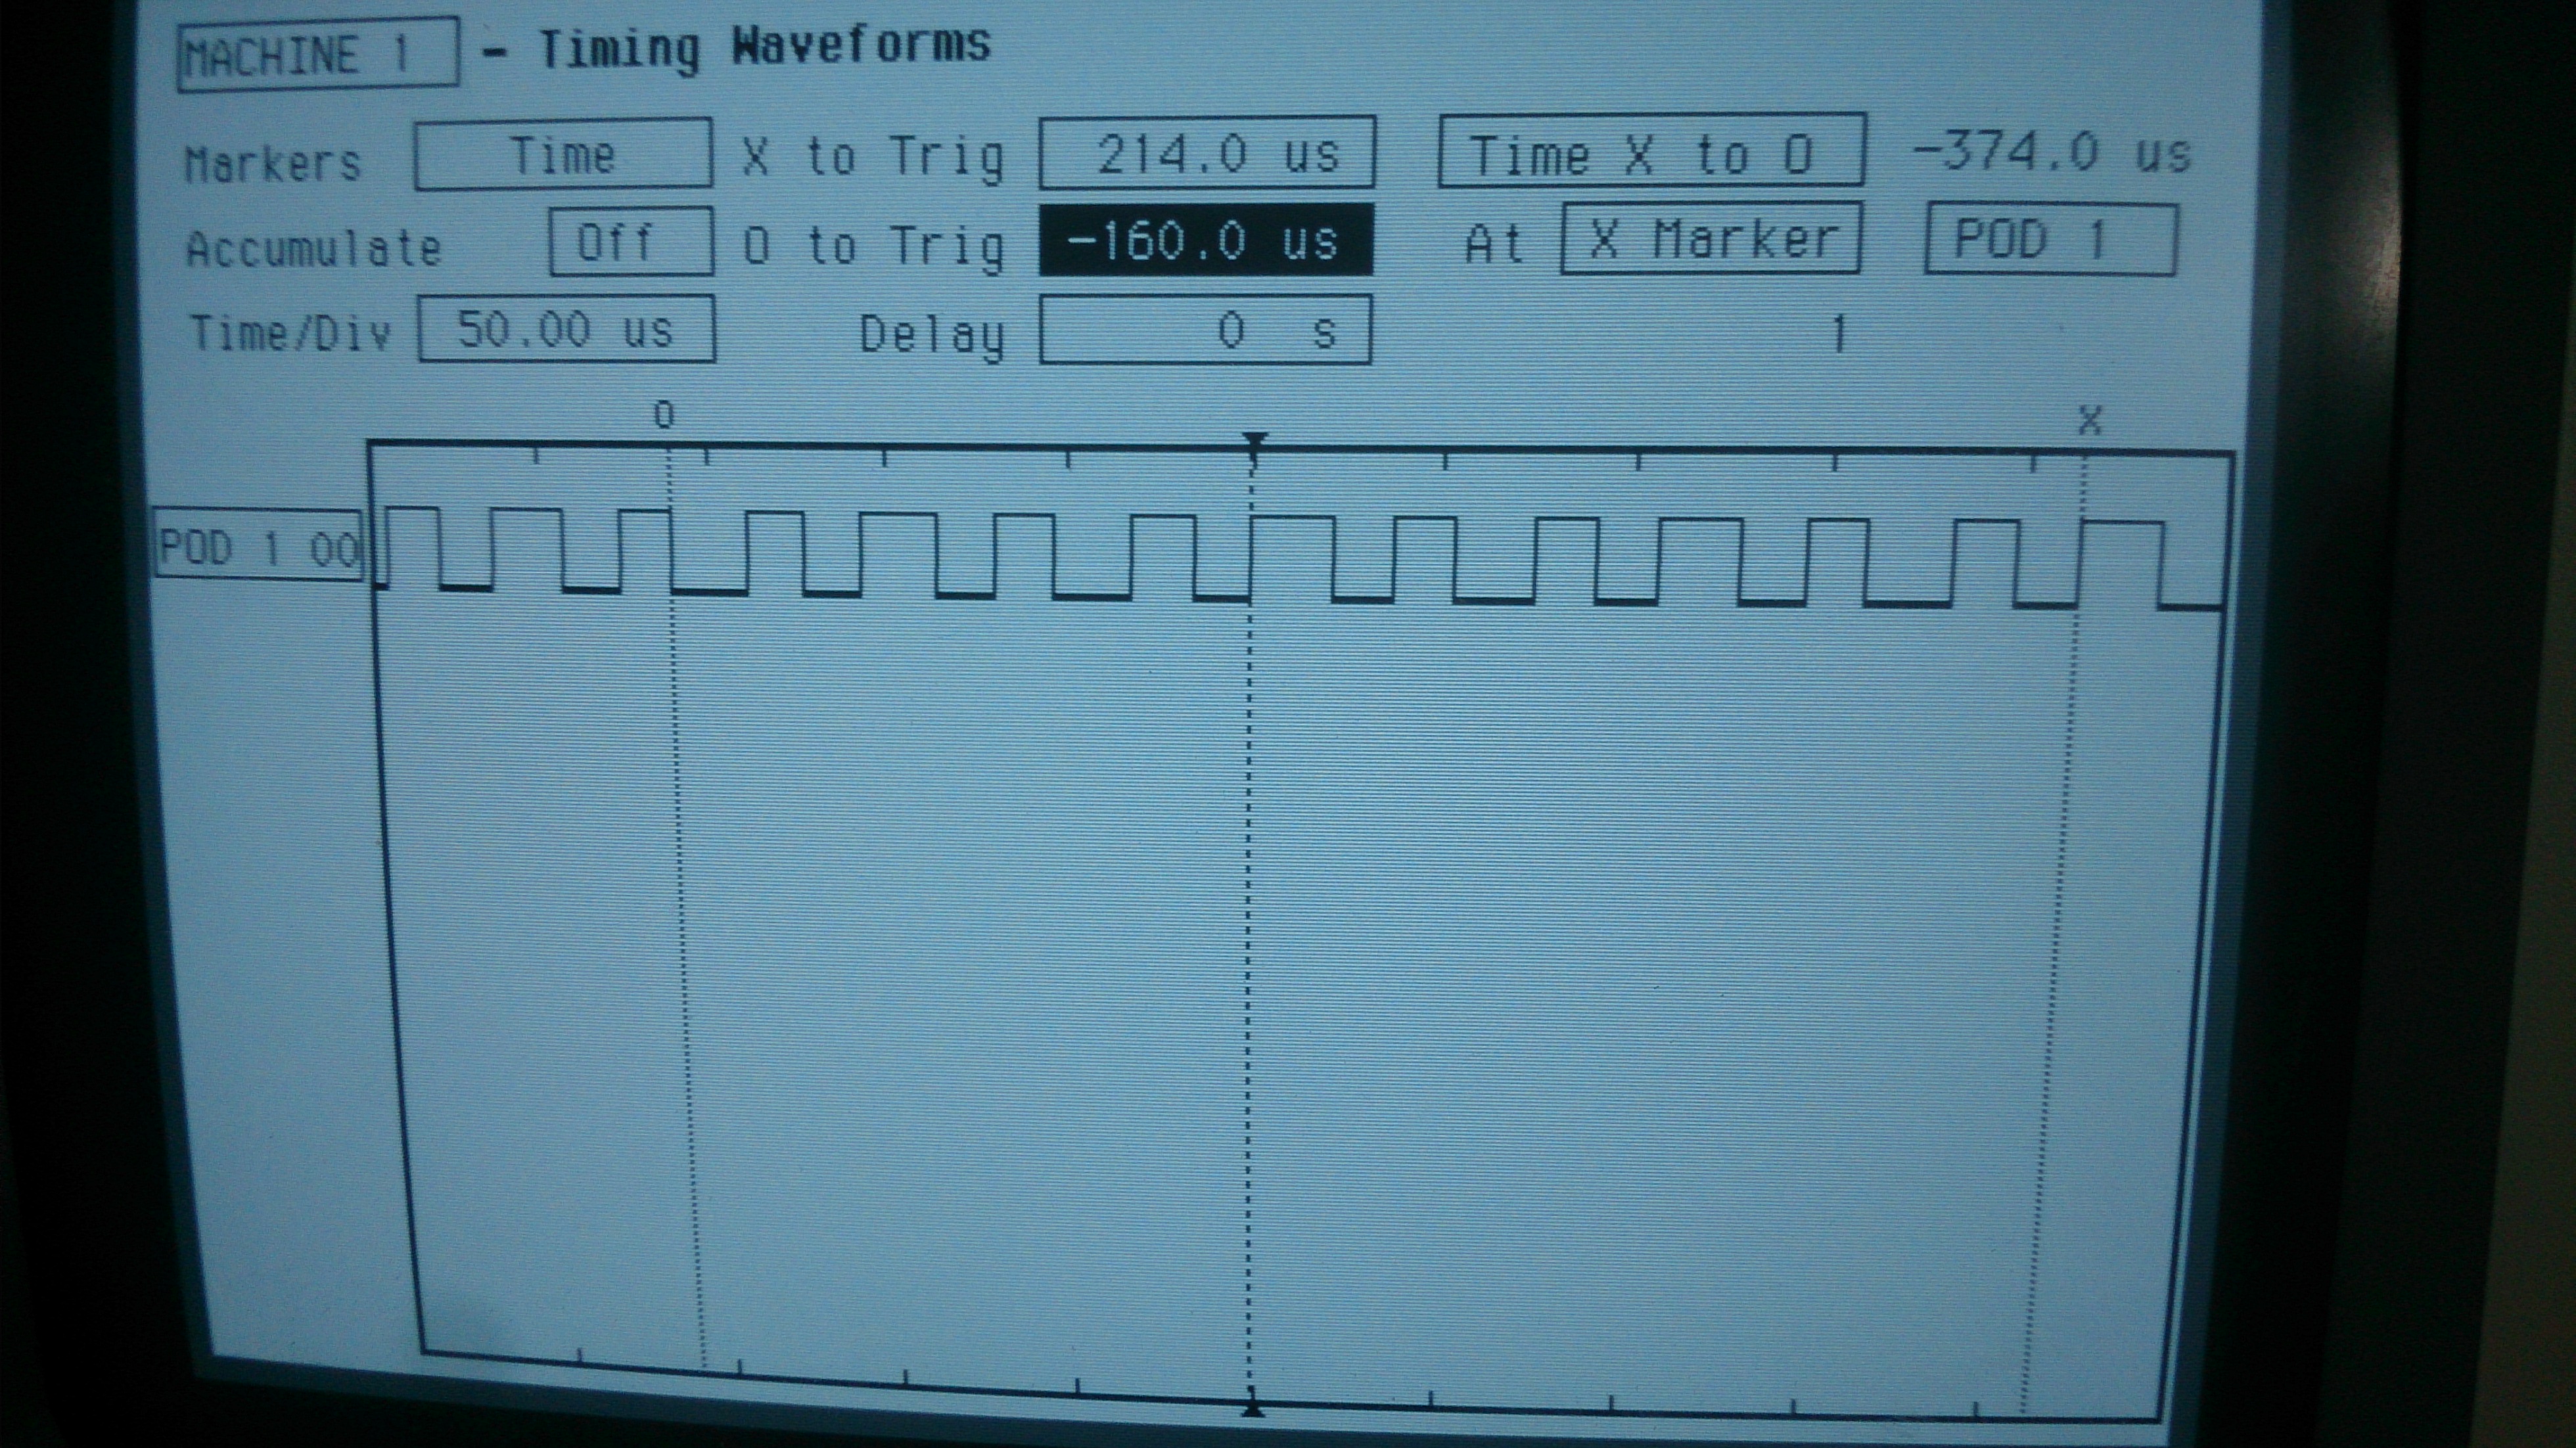 MACHINE 1 - Timing Waveforms
Markers Time X to Trig 214.0 us Time X to O -374.0 us
Accumulate Off O to Trig -160.0 us At X Marker POD 1
Time/Div 50.00 us Delay 0 s 1
O X
POD 1 00